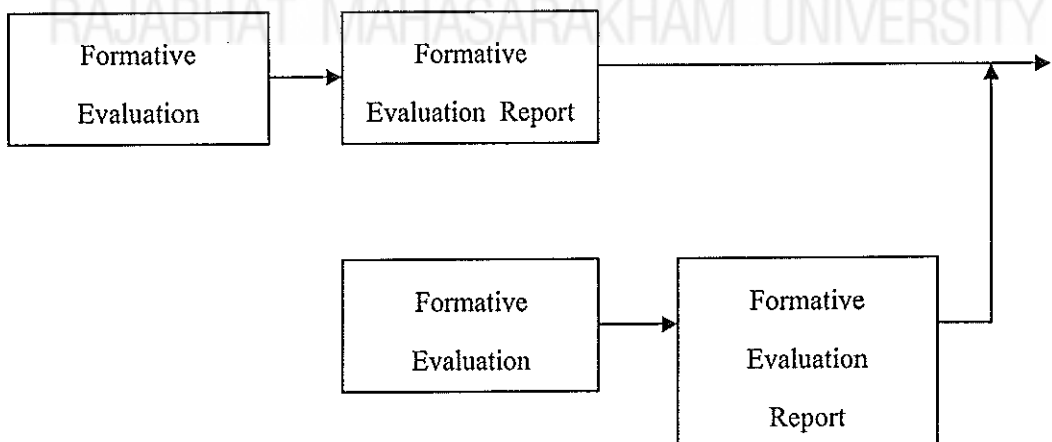 RAJABHAT MAHASARAKHAM UNIVERSITY
Formative
Evaluation
Formative
Evaluation Report
Formative
Evaluation
Formative
Evaluation
Report